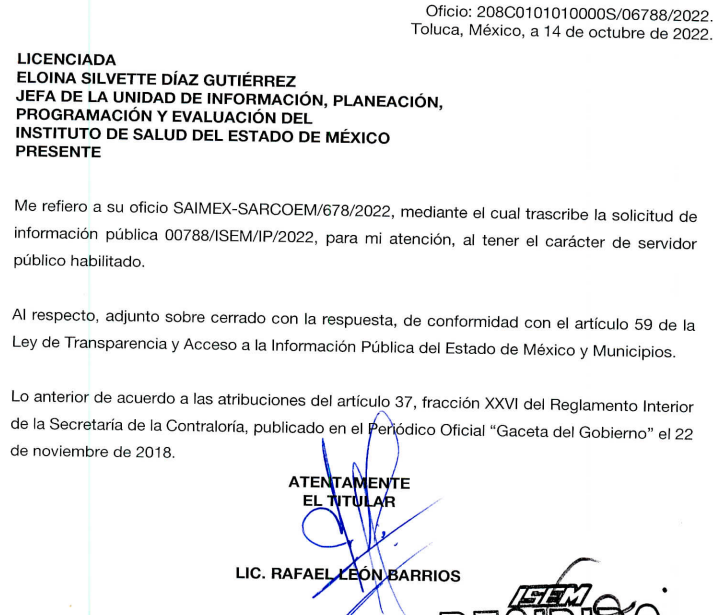 Oficio: 208C0101010000S/06788/2022.
Toluca, México, a 14 de octubre de 2022.
LICENCIADA
ELOINA SILVETTE DÍAZ GUTIÉRREZ
JEFA DE LA UNIDAD DE INFORMACIÓN, PLANEACIÓN,
PROGRAMACIÓN Y EVALUACIÓN DEL
INSTITUTO DE SALUD DEL ESTADO DE MÉXICO
PRESENTE
Me refiero a su oficio SAIMEX-SARCOEM/678/2022, mediante el cual trascribe la solicitud de
información pública 00788/ISEM/IP/2022, para mi atención, al tener el carácter de servidor
público habilitado.
Al respecto, adjunto sobre cerrado con la respuesta, de conformidad con el artículo 59 de la
Ley de Transparencia y Acceso a la Información Pública del Estado de México y Municipios.
Lo anterior de acuerdo a las atribuciones del artículo 37, fracción XXVI del Reglamento Interior
de la Secretaría de la Contraloría, publicado en el Periódico Oficial “Gaceta del Gobierno” el 22
de noviembre de 2018.
ATENTAMENTE
EL TITULAR
LIC. RAFAEL LEÓN BARRIOS
ISEM